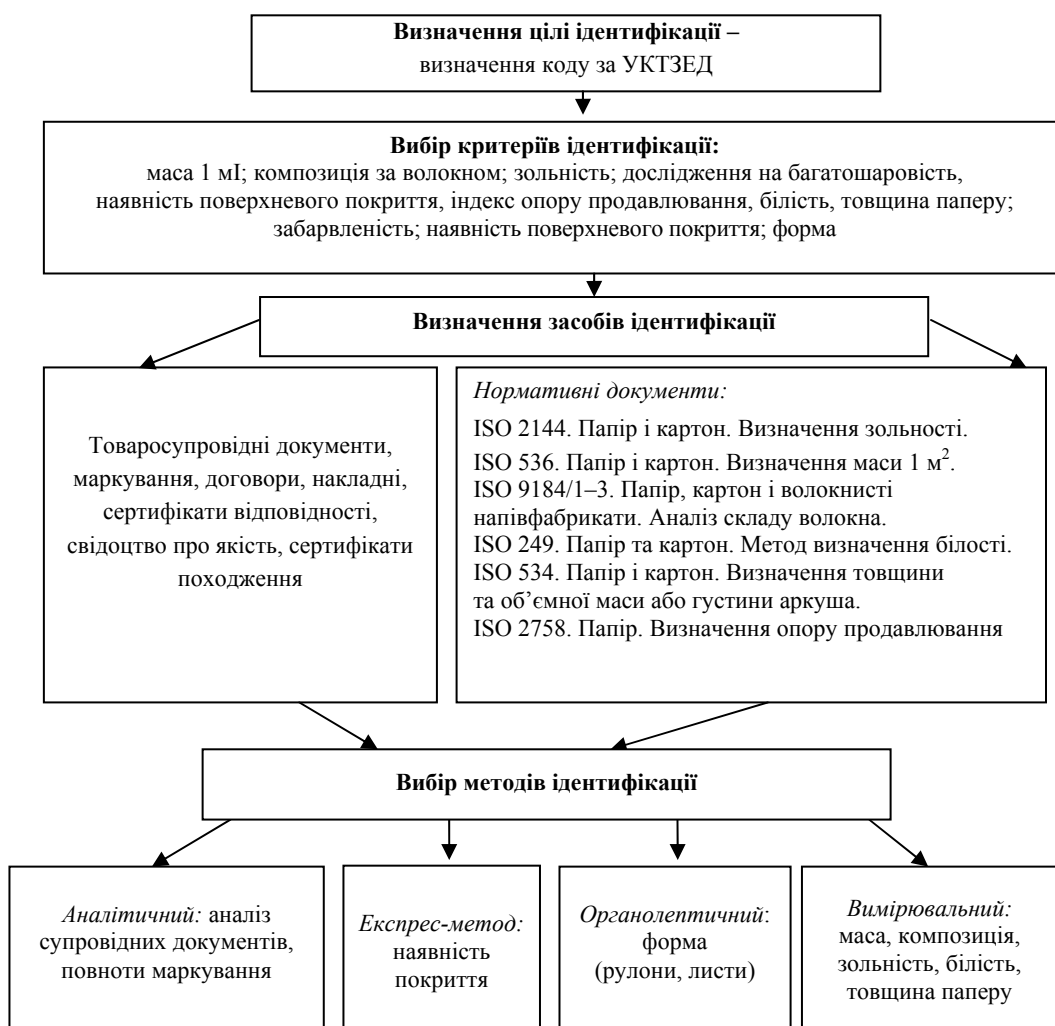 Визначення цілі ідентифікації –
визначення коду за УКТЗЕД
Вибір критеріїв ідентифікації:
маса 1 мІ; композиція за волокном; зольність; дослідження на багатошаровість,
наявність поверхневого покриття, індекс опору продавлювання, білість, товщина паперу;
забарвленість; наявність поверхневого покриття; форма
Визначення засобів ідентифікації
Товаросупровідні документи,
маркування, договори, накладні,
сертифікати відповідності,
свідоцтво про якість, сертифікати
походження
Нормативні документи:
ISO 2144. Папір і картон. Визначення зольності.
ISO 536. Папір і картон. Визначення маси 1 м².
ISO 9184/1–3. Папір, картон і волокнисті
напівфабрикати. Аналіз складу волокна.
ISO 249. Папір та картон. Метод визначення білості.
ISO 534. Папір і картон. Визначення товщини
та об’ємної маси або густини аркуша.
ISO 2758. Папір. Визначення опору продавлювання
Вибір методів ідентифікації
Аналітичний: аналіз
супровідних документів,
повноти маркування
Експрес-метод:
наявність
покриття
Органолептичний:
форма
(рулони, листи)
Вимірювальний:
маса, композиція,
зольність, білість,
товщина паперу